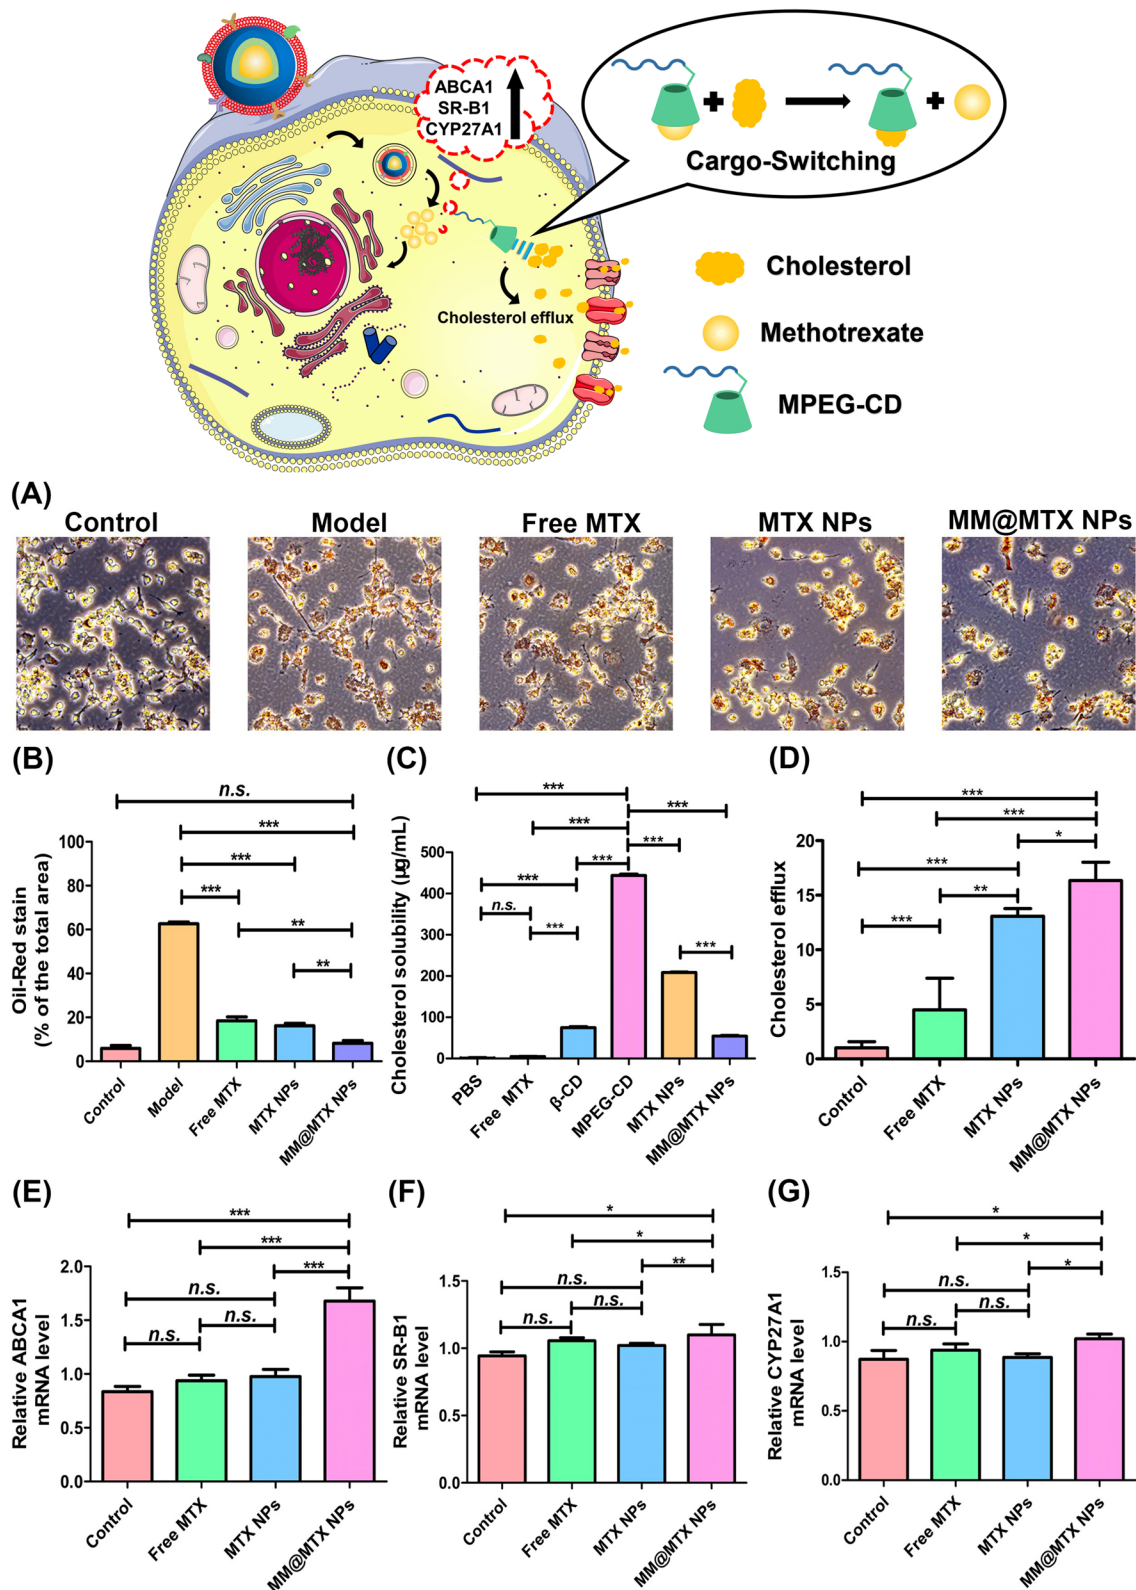 ABCA1
SR-B1
CYP27A1
Cargo-Switching
Cholesterol efflux
Cholesterol
Methotrexate
MPEG-CD
(A)
Control
Model
Free MTX
MTX NPs
MM@MTX NPs
(B)
Oil-Red stain
(% of the total area)
100
80
60
40
20
0
n.s.
***
***
***
**
**
Control
Model
Free MTX
MTX NPs
MM@MTX NPs
(C)
Cholesterol solubility (μg/mL)
500
400
300
200
100
0
***
***
***
***
***
***
n.s.
***
***
PBS
Free MTX
β-CD
MPEG-CD
MTX NPs
MM@MTX NPs
(D)
Cholesterol efflux
20
15
10
5
0
***
***
*
***
**
***
Control
Free MTX
MTX NPs
MM@MTX NPs
(E)
Relative ABCA1
mRNA level
2.0
1.5
1.0
0.5
0.0
***
***
***
n.s.
n.s.
n.s.
Control
Free MTX
MTX NPs
MM@MTX NPs
(F)
Relative SR-B1
mRNA level
1.5
1.0
0.5
0.0
*
*
**
n.s.
n.s.
n.s.
Control
Free MTX
MTX NPs
MM@MTX NPs
(G)
Relative CYP27A1
mRNA level
1.5
1.0
0.5
0.0
*
*
*
n.s.
n.s.
n.s.
Control
Free MTX
MTX NPs
MM@MTX NPs